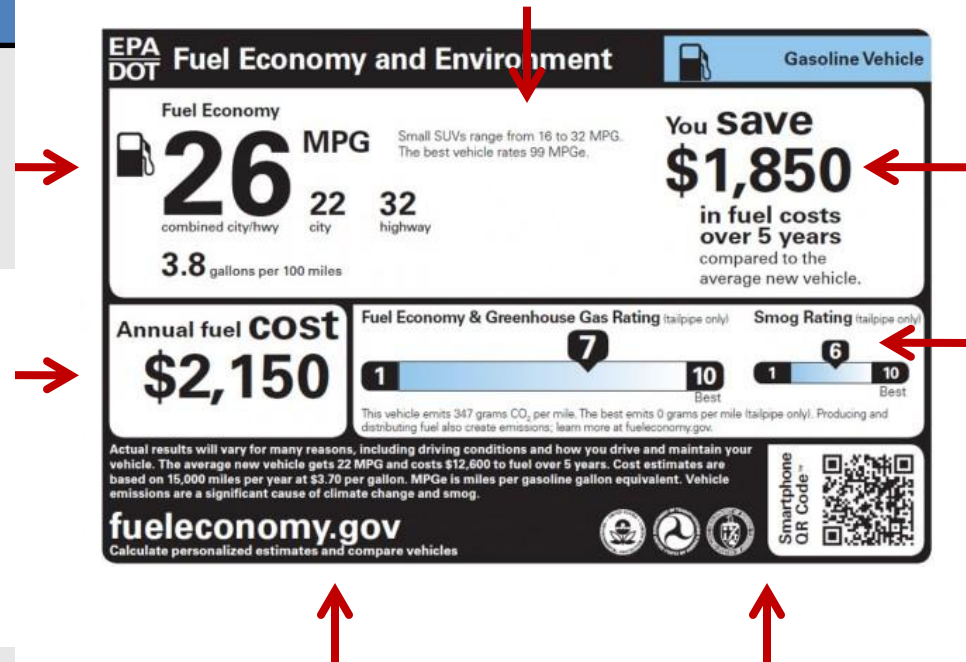 EPA
DOT
Fuel Economy and Environment
Gasoline Vehicle
Fuel Economy
26
MPG
combined city/hwy
22
city
32
highway
3.8 gallons per 100 miles
Small SUVs range from 16 to 32 MPG.
The best vehicle rates 99 MPGe.
You save
$1,850
in fuel costs
over 5 years
compared to the
average new vehicle.
Annual fuel cost
$2,150
Fuel Economy & Greenhouse Gas Rating (tailpipe only)
7
1
10
Best
Smog Rating (tailpipe only)
6
1
10
Best
This vehicle emits 347 grams CO₂ per mile. The best emits 0 grams per mile (tailpipe only). Producing and
distributing fuel also create emissions; learn more at fueleconomy.gov.
Actual results will vary for many reasons, including driving conditions and how you drive and maintain your
vehicle. The average new vehicle gets 22 MPG and costs $12,600 to fuel over 5 years. Cost estimates are
based on 15,000 miles per year at $3.70 per gallon. MPGe is miles per gasoline gallon equivalent. Vehicle
emissions are a significant cause of climate change and smog.
fueleconomy.gov
Calculate personalized estimates and compare vehicles
Smartphone
QR Code™